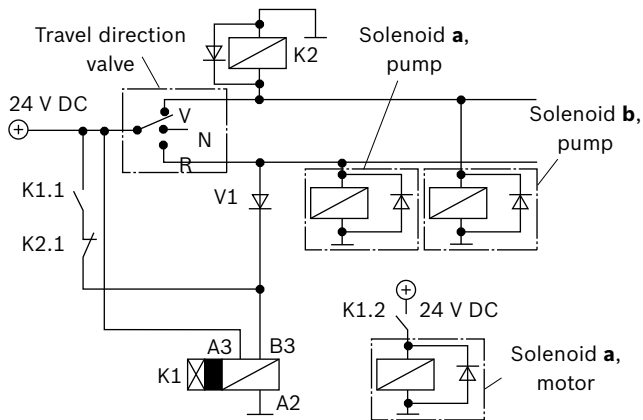 Travel direction
valve
K2
Solenoid a,
pump
24 V DC
V
N
R
Solenoid b,
pump
K1.1
V1
K2.1
K1.2
24 V DC
A3
B3
K1
A2
Solenoid a,
motor